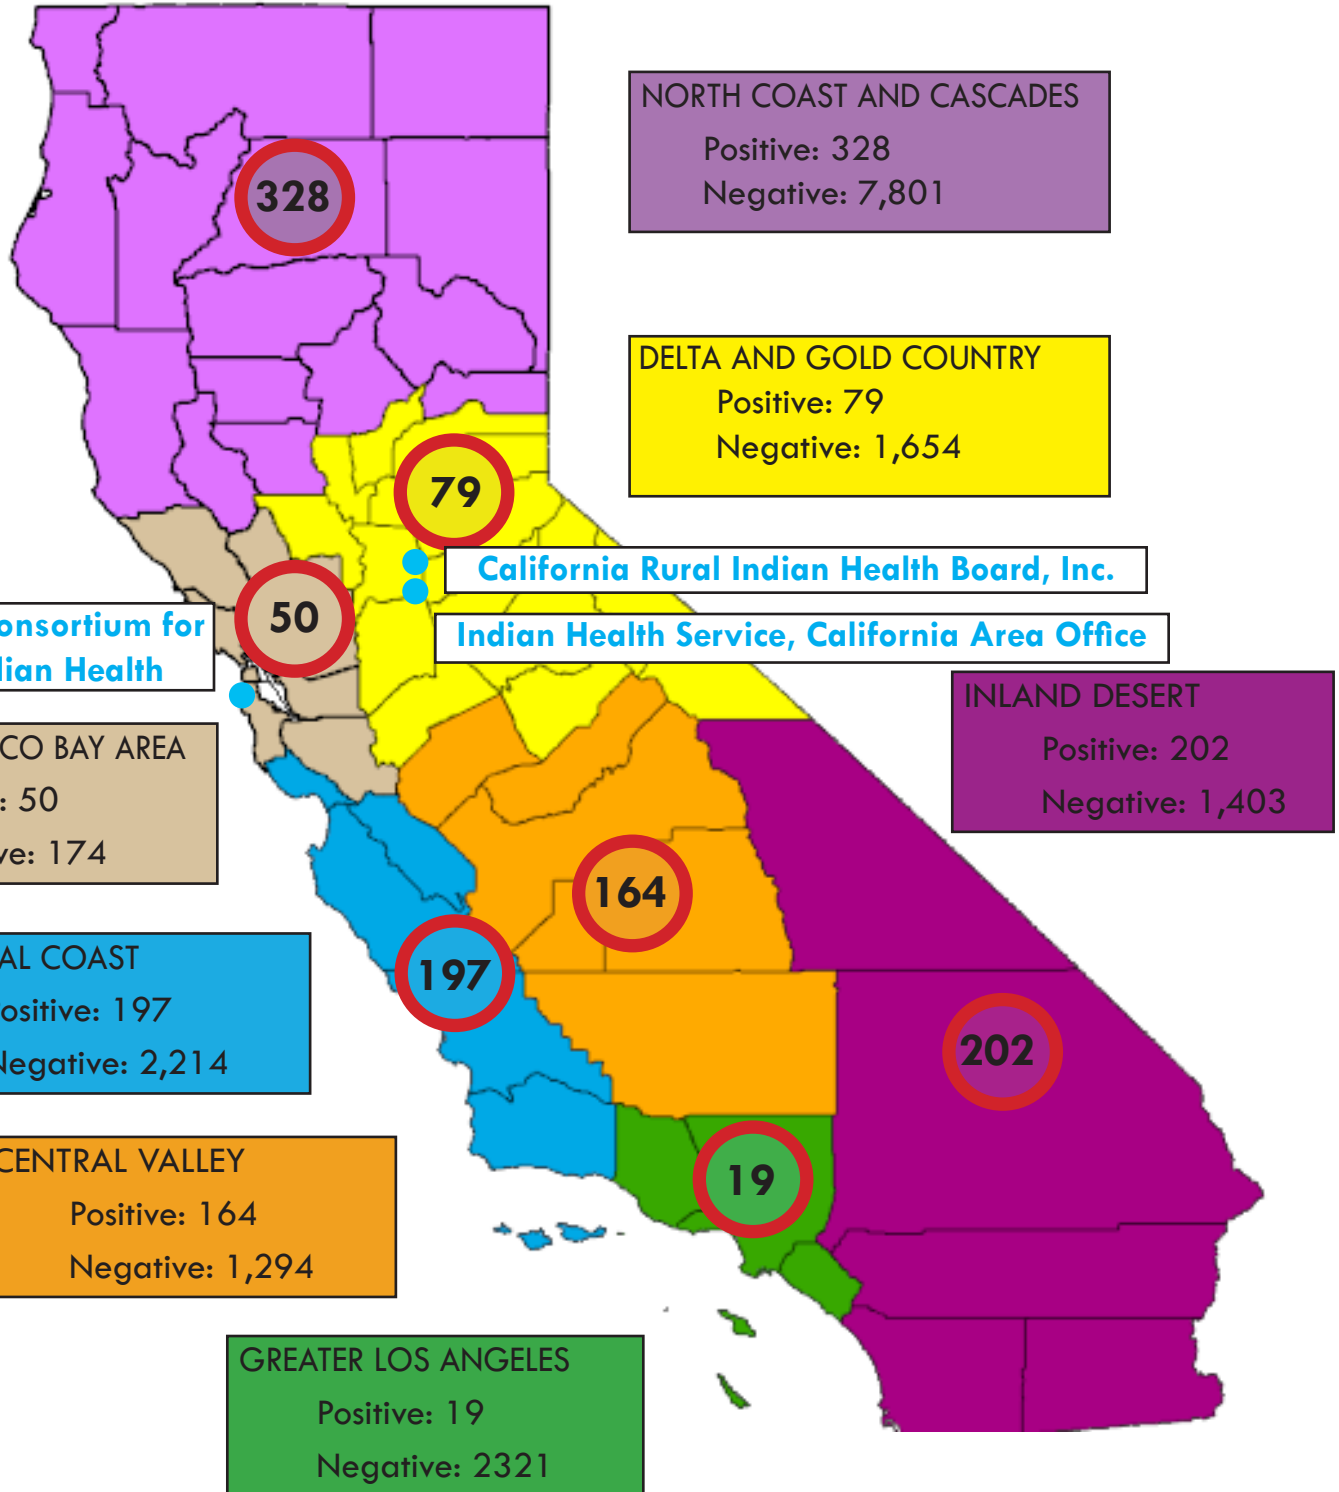 NORTH COAST AND CASCADES
Positive: 328
Negative: 7,801
328
DELTA AND GOLD COUNTRY
Positive: 79
Negative: 1,654
79
California Rural Indian Health Board, Inc.
Indian Health Service, California Area Office
onsortium for
dian Health
50
CO BAY AREA
: 50
ve: 174
INLAND DESERT
Positive: 202
Negative: 1,403
164
AL COAST
ositive: 197
Negative: 2,214
197
202
CENTRAL VALLEY
Positive: 164
Negative: 1,294
19
GREATER LOS ANGELES
Positive: 19
Negative: 2321